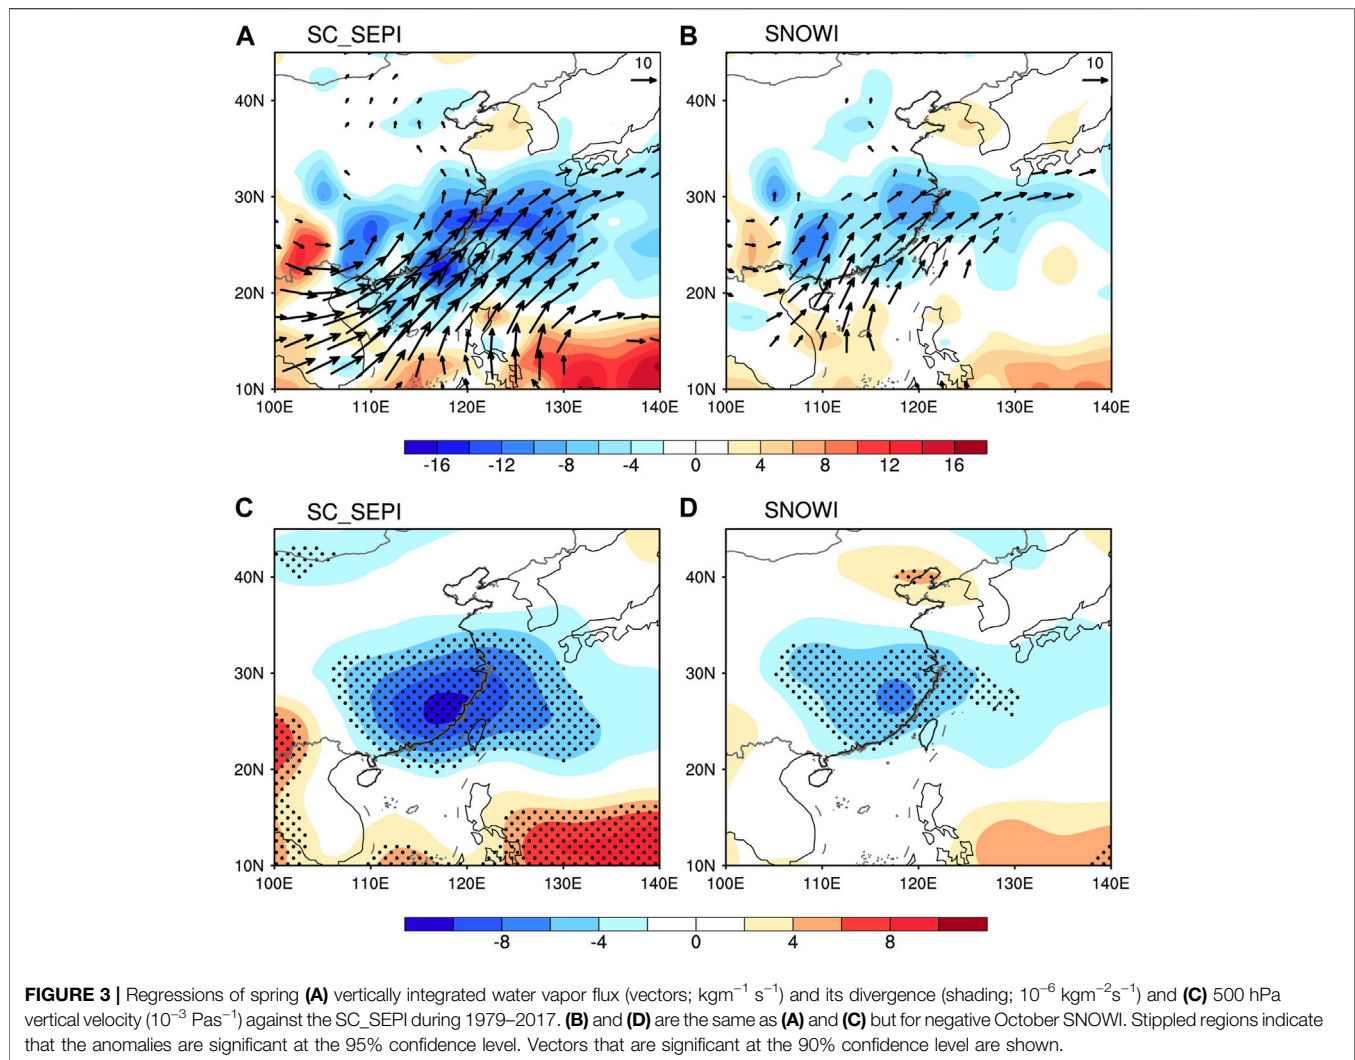 A SC_SEPI
B SNOWI
10
10
40N
30N
20N
10N
100E 110E 120E 130E 140E
100E 110E 120E 130E 140E
-16 -12 -8 -4 0 4 8 12 16
C SC_SEPI
D SNOWI
40N
30N
20N
10N
100E 110E 120E 130E 140E
40N
30N
20N
10N
100E 110E 120E 130E 140E
-8 -4 0 4 8
FIGURE 3 | Regressions of spring (A) vertically integrated water vapor flux (vectors; kgm⁻¹ s⁻¹) and its divergence (shading; 10⁻⁶ kgm⁻²s⁻¹) and (C) 500 hPa
vertical velocity (10⁻³ Pas⁻¹) against the SC_SEPI during 1979–2017. (B) and (D) are the same as (A) and (C) but for negative October SNOWI. Stippled regions indicate
that the anomalies are significant at the 95% confidence level. Vectors that are significant at the 90% confidence level are shown.